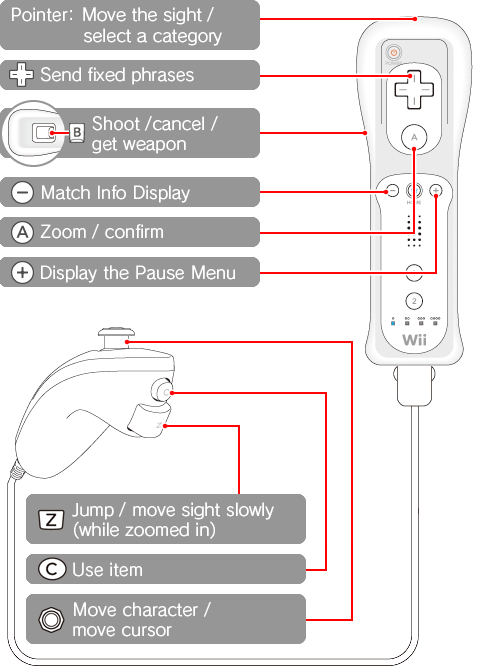 Pointer: Move the sight /
select a category
Send fixed phrases
B Shoot /cancel /
get weapon
− Match Info Display
A Zoom / confirm
+ Display the Pause Menu
POWER
A
− HOME +
2
Wii
C
Z
Z Jump / move sight slowly
(while zoomed in)
C Use item
Move character /
move cursor